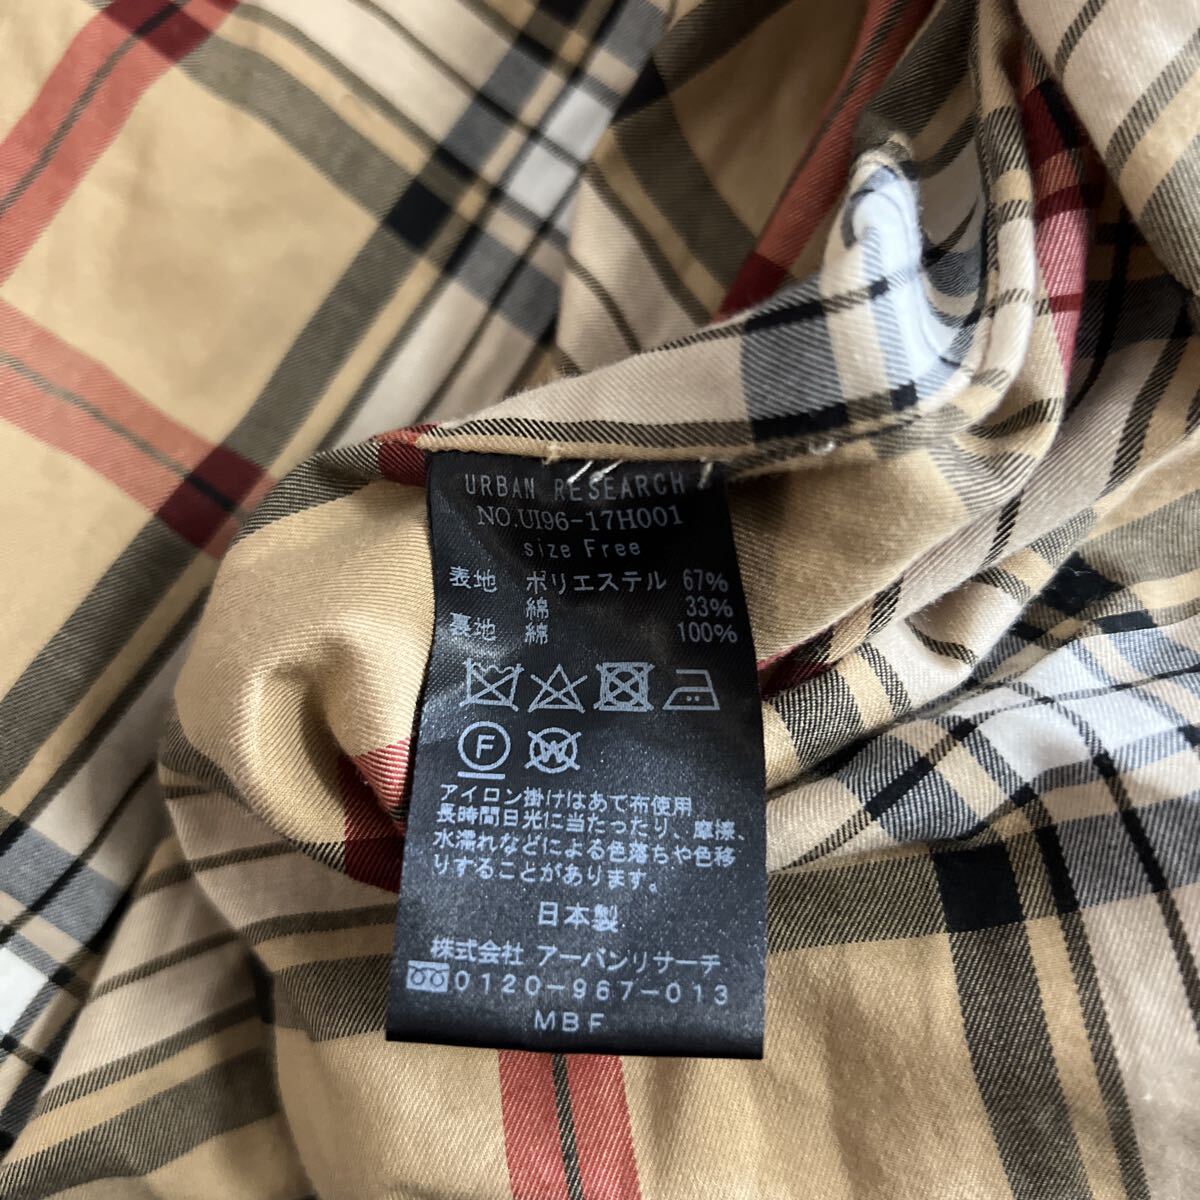 URBAN RESEARCH
NO.UI96-17H001
size Free
表地 ポリエステル 67%
綿 33%
裏地 綿 100%
F W
アイロン掛けはあて布使用
長時間日光に当たったり、摩擦、
水濡れなどによる色落ちや色移
りすることがあります。
日本製
株式会社 アーバンリサーチ
0120-967-013
MBF